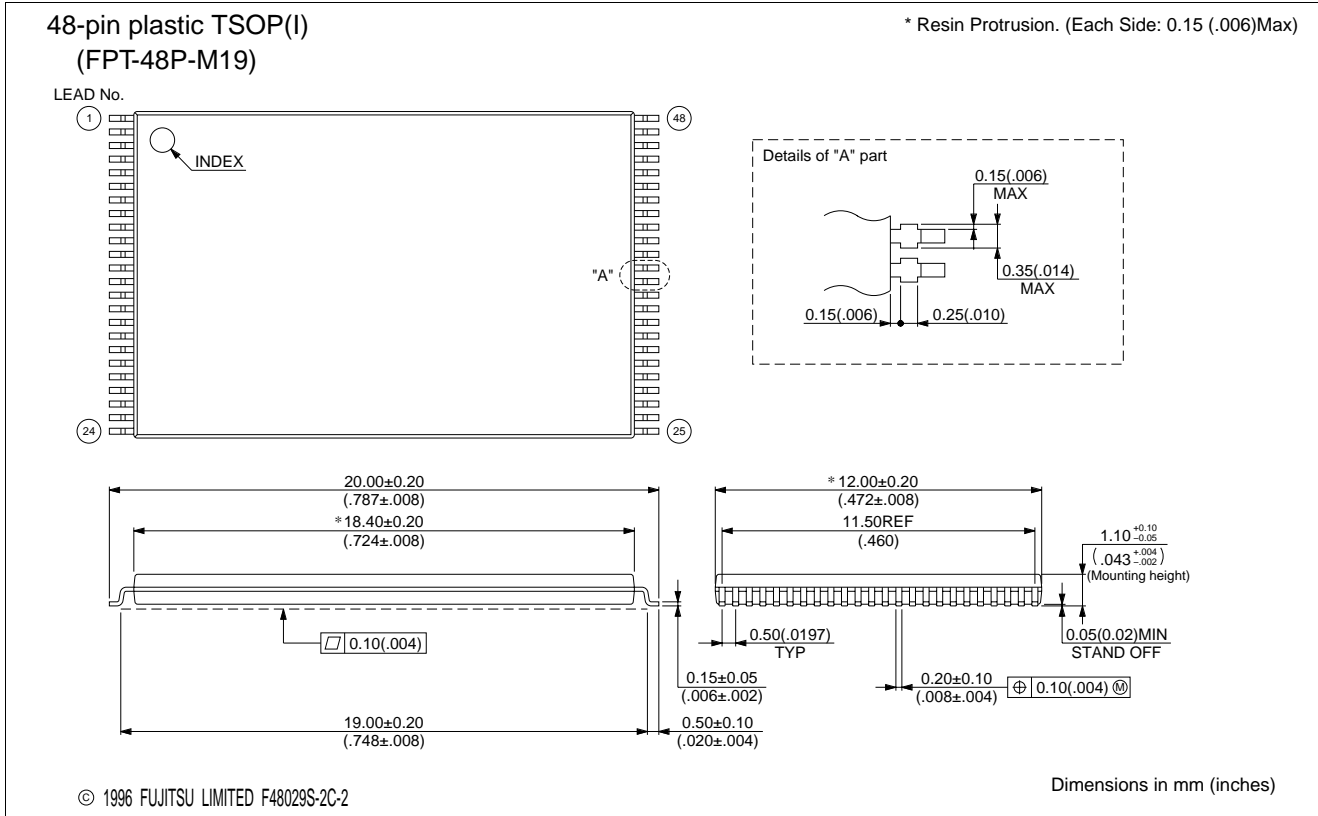 48-pin plastic TSOP(I)
(FPT-48P-M19)
* Resin Protrusion. (Each Side: 0.15 (.006)Max)
LEAD No.
1
48
INDEX
"A"
24
25
Details of "A" part
0.15(.006)
MAX
0.35(.014)
MAX
0.15(.006)
0.25(.010)
20.00±0.20
(.787±.008)
*18.40±0.20
(.724±.008)
0.10(.004)
0.15±0.05
(.006±.002)
19.00±0.20
(.748±.008)
0.50±0.10
(.020±.004)
*12.00±0.20
(.472±.008)
11.50REF
(.460)
1.10 +0.10 −0.05
(.043 +.004 −.002)
(Mounting height)
0.50(.0197)
TYP
0.05(0.02)MIN
STAND OFF
0.20±0.10
(.008±.004)
⌖ 0.10(.004) Ⓜ
© 1996 FUJITSU LIMITED F48029S-2C-2
Dimensions in mm (inches)